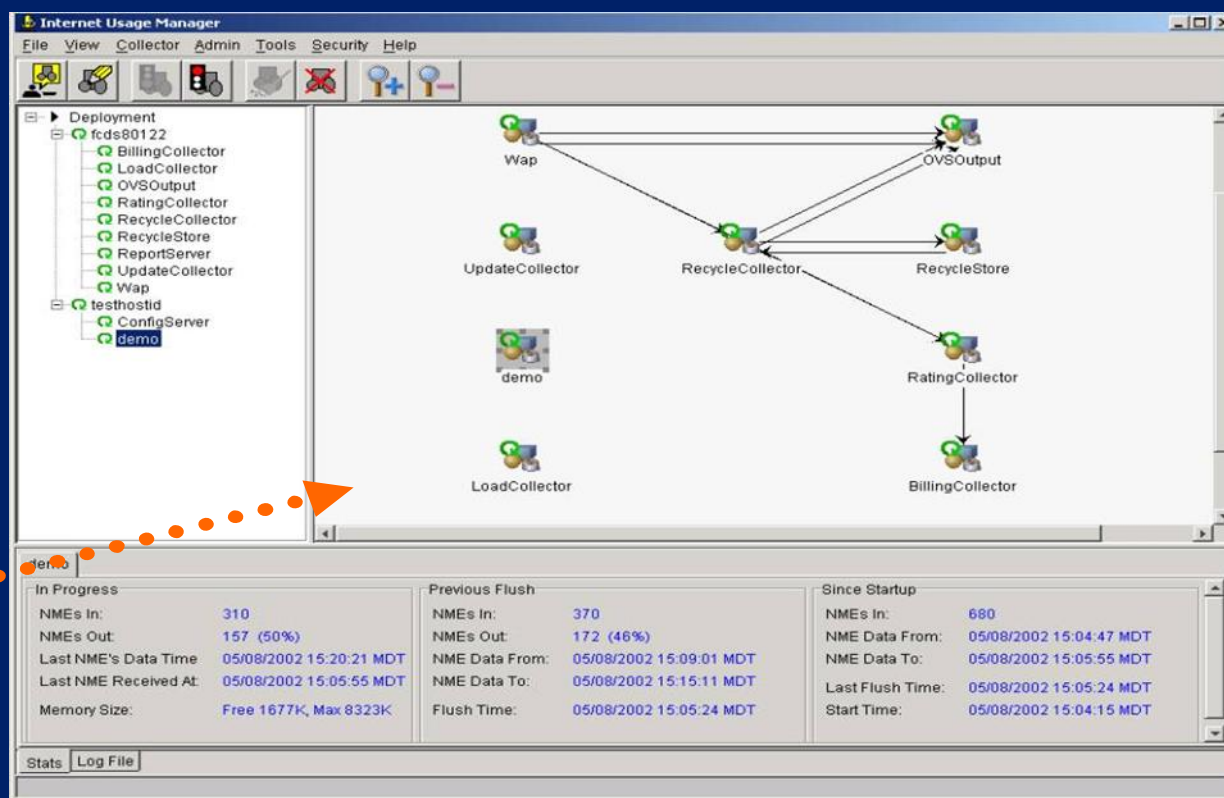 Internet Usage Manager
File View Collector Admin Tools Security Help
Deployment
fcds80122
BillingCollector
LoadCollector
OVSOutput
RatingCollector
RecycleCollector
RecycleStore
ReportServer
UpdateCollector
Wap
testhostid
ConfigServer
demo
Wap
OVSOutput
UpdateCollector
RecycleCollector
RecycleStore
demo
RatingCollector
LoadCollector
BillingCollector
demo
In Progress
NMEs In: 310
NMEs Out: 157 (50%)
Last NME's Data Time 05/08/2002 15:20:21 MDT
Last NME Received At: 05/08/2002 15:05:55 MDT
Memory Size: Free 1677K, Max 8323K
Previous Flush
NMEs In: 370
NMEs Out: 172 (46%)
NME Data From: 05/08/2002 15:09:01 MDT
NME Data To: 05/08/2002 15:15:11 MDT
Flush Time: 05/08/2002 15:05:24 MDT
Since Startup
NMEs In: 680
NME Data From: 05/08/2002 15:04:47 MDT
NME Data To: 05/08/2002 15:05:55 MDT
Last Flush Time: 05/08/2002 15:05:24 MDT
Start Time: 05/08/2002 15:04:15 MDT
Stats Log File